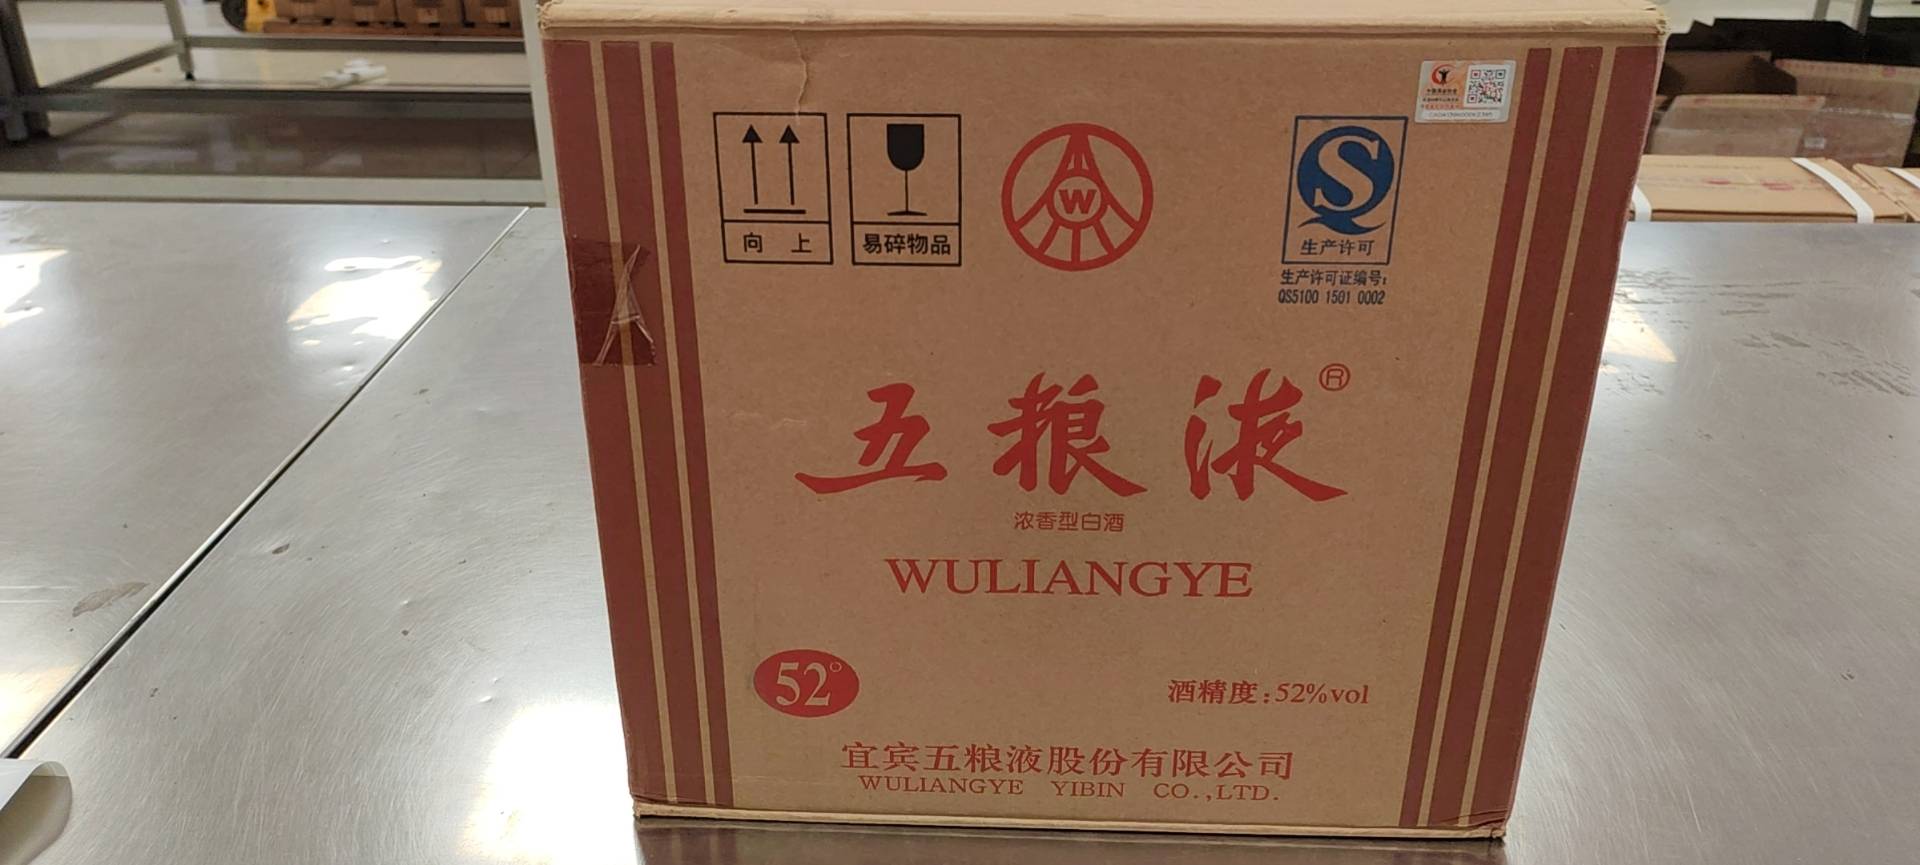 向 上
易碎物品
W
生产许可
生产许可证编号:
QS5100 1501 0002
五粮液®
浓香型白酒
WULIANGYE
52°
酒精度:52%vol
宜宾五粮液股份有限公司
WULIANGYE YIBIN CO.,LTD.